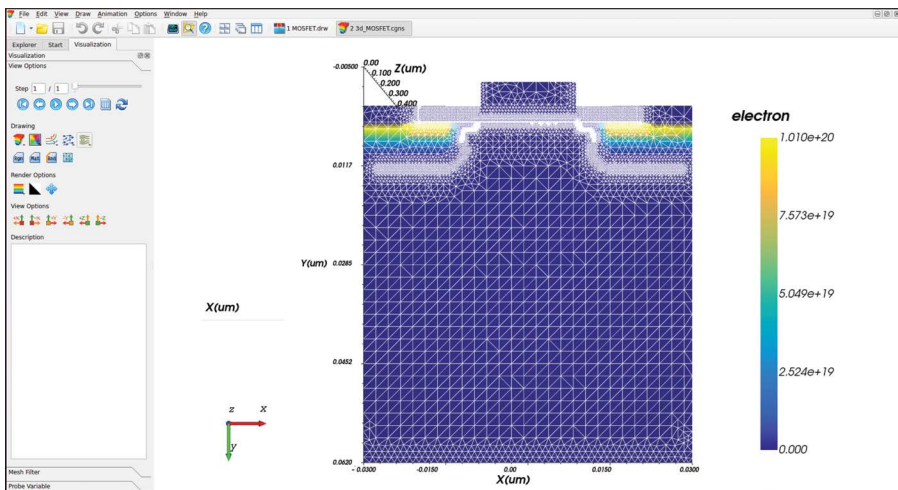 File Edit View Draw Animation Options Window Help
1 MOSFET.drw 2 3d_MOSFET.cgns
Explorer Start Visualization
Visualization
View Options
Step 1 / 1
Drawing
Rgn Mat Bnd
Render Options
View Options
+X -X +Y -Y +Z -Z
Description
Mesh Filter
Probe Variable
X(um)
z x
y
-0.00500
0.00
0.100
0.200
0.300
0.400
Z(um)
0.0117
Y(um) 0.0285
0.0452
0.0620
-0.0300 -0.0150 0.00 0.0150 0.0300
X(um)
electron
1.010e+20
7.573e+19
5.049e+19
2.524e+19
0.000